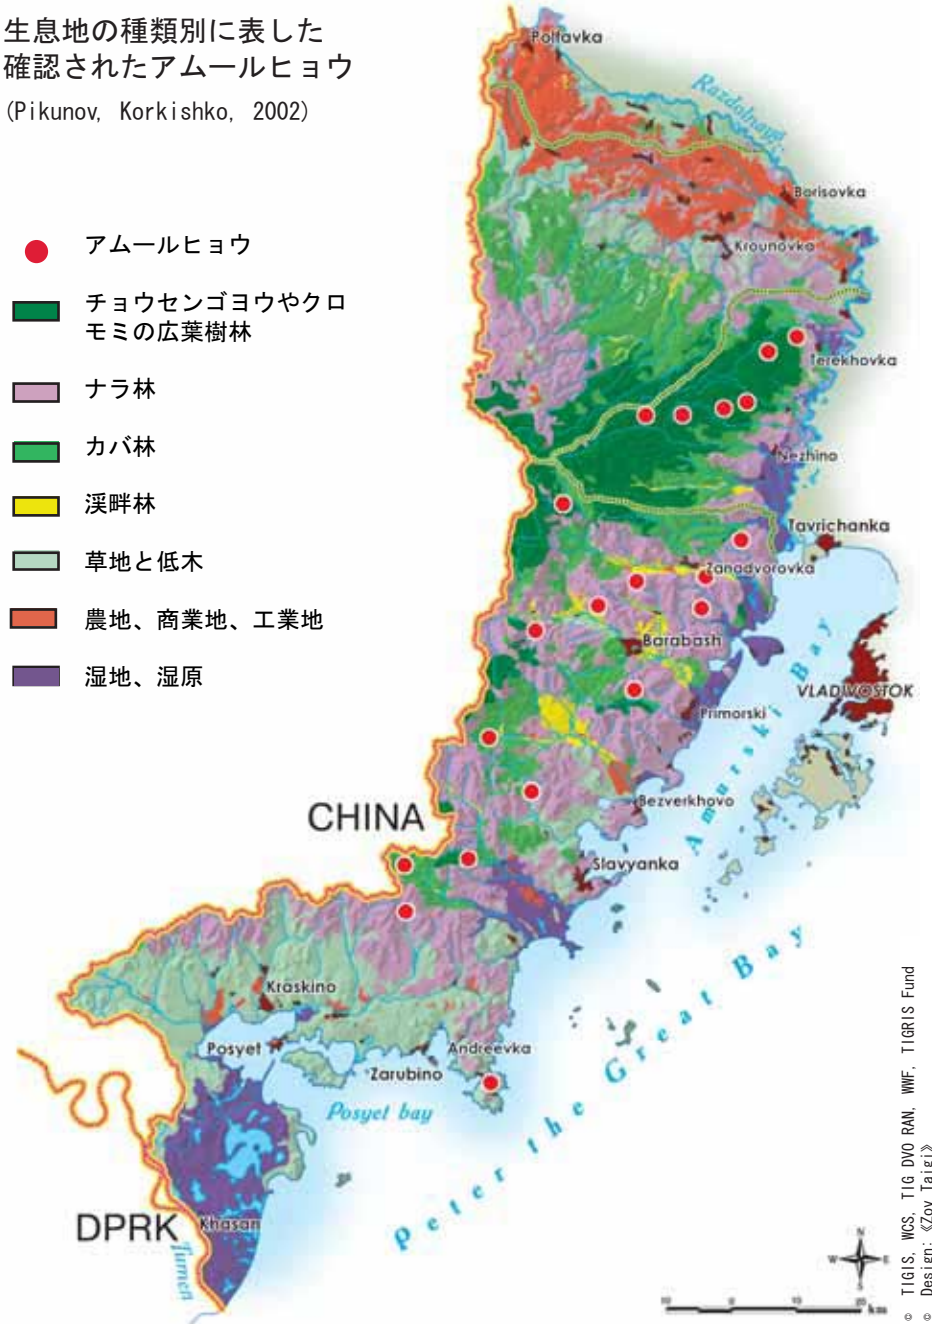 生息地の種類別に表した
確認されたアムールヒョウ
(Pikunov, Korkishko, 2002)
アムールヒョウ
チョウセンゴヨウやクロ
モミの広葉樹林
ナラ林
カバ林
渓畔林
草地と低木
農地、商業地、工業地
湿地、湿原
Poltavka
Razdolnaya
Borisovka
Krounovka
Terekhovka
Nezhino
Tavrichanka
Zanadvorovka
Barabash
VLADIVOSTOK
Primorski
Amurski Bay
Bezverkhovo
CHINA
Slavyanka
Peter the Great Bay
Kraskino
Posyet
Andreevka
Zarubino
Posyet bay
DPRK
Khasan
Tumen
N
W E
S
10 0 10 20 km
© TIGIS, WCS, TIG DVO RAN, WWF, TIGRIS Fund
© Design: 《Zov Taigi》